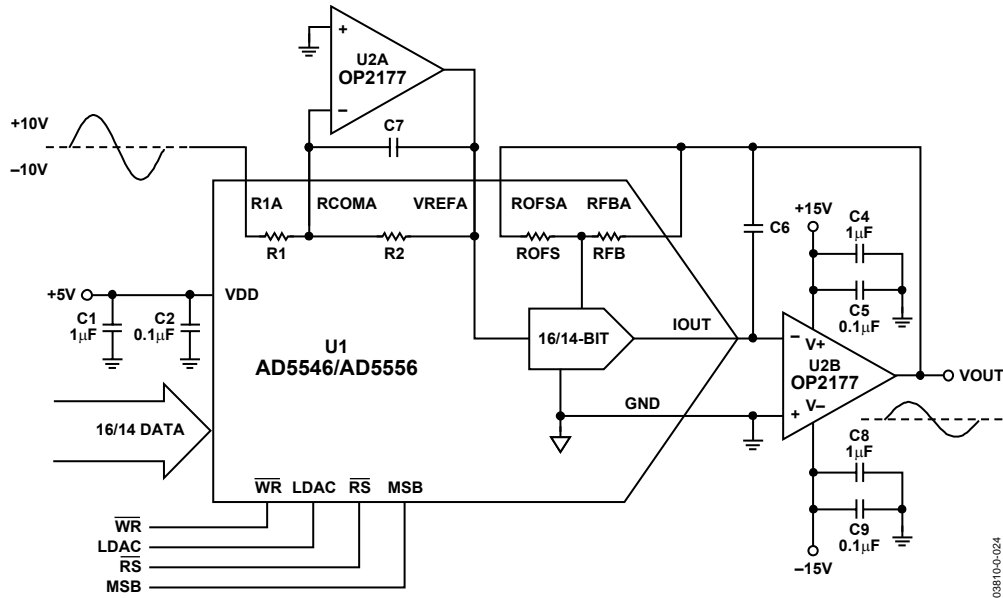 +
U2A
OP2177
–
C7
+10V
–10V
R1A
RCOMA
VREFA
ROFSA
RFBA
R1
R2
ROFS
RFB
C6
+15V
C4
1µF
C5
0.1µF
+5V
VDD
C1
1µF
C2
0.1µF
U1
AD5546/AD5556
16/14-BIT
IOUT
GND
–
V+
U2B
OP2177
+
V–
VOUT
16/14 DATA
C8
1µF
C9
0.1µF
–15V
WR LDAC RS MSB
WR
LDAC
RS
MSB
03810-0-024